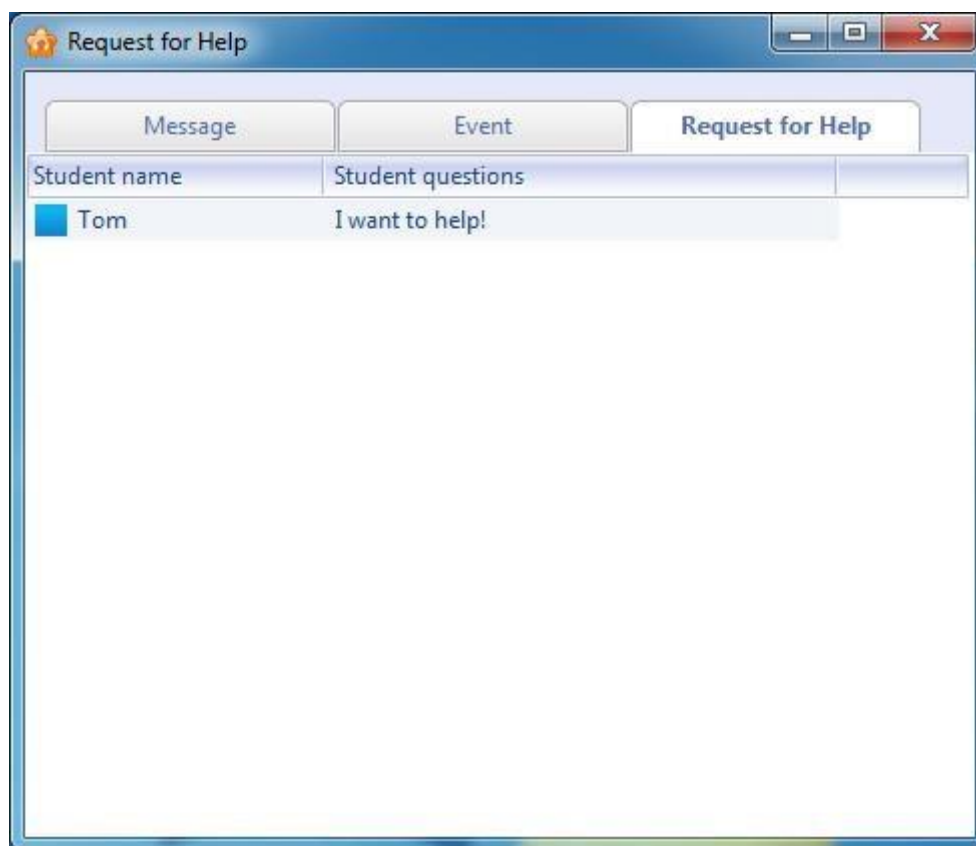 Request for Help
Message Event Request for Help
Student name Student questions
Tom I want to help!